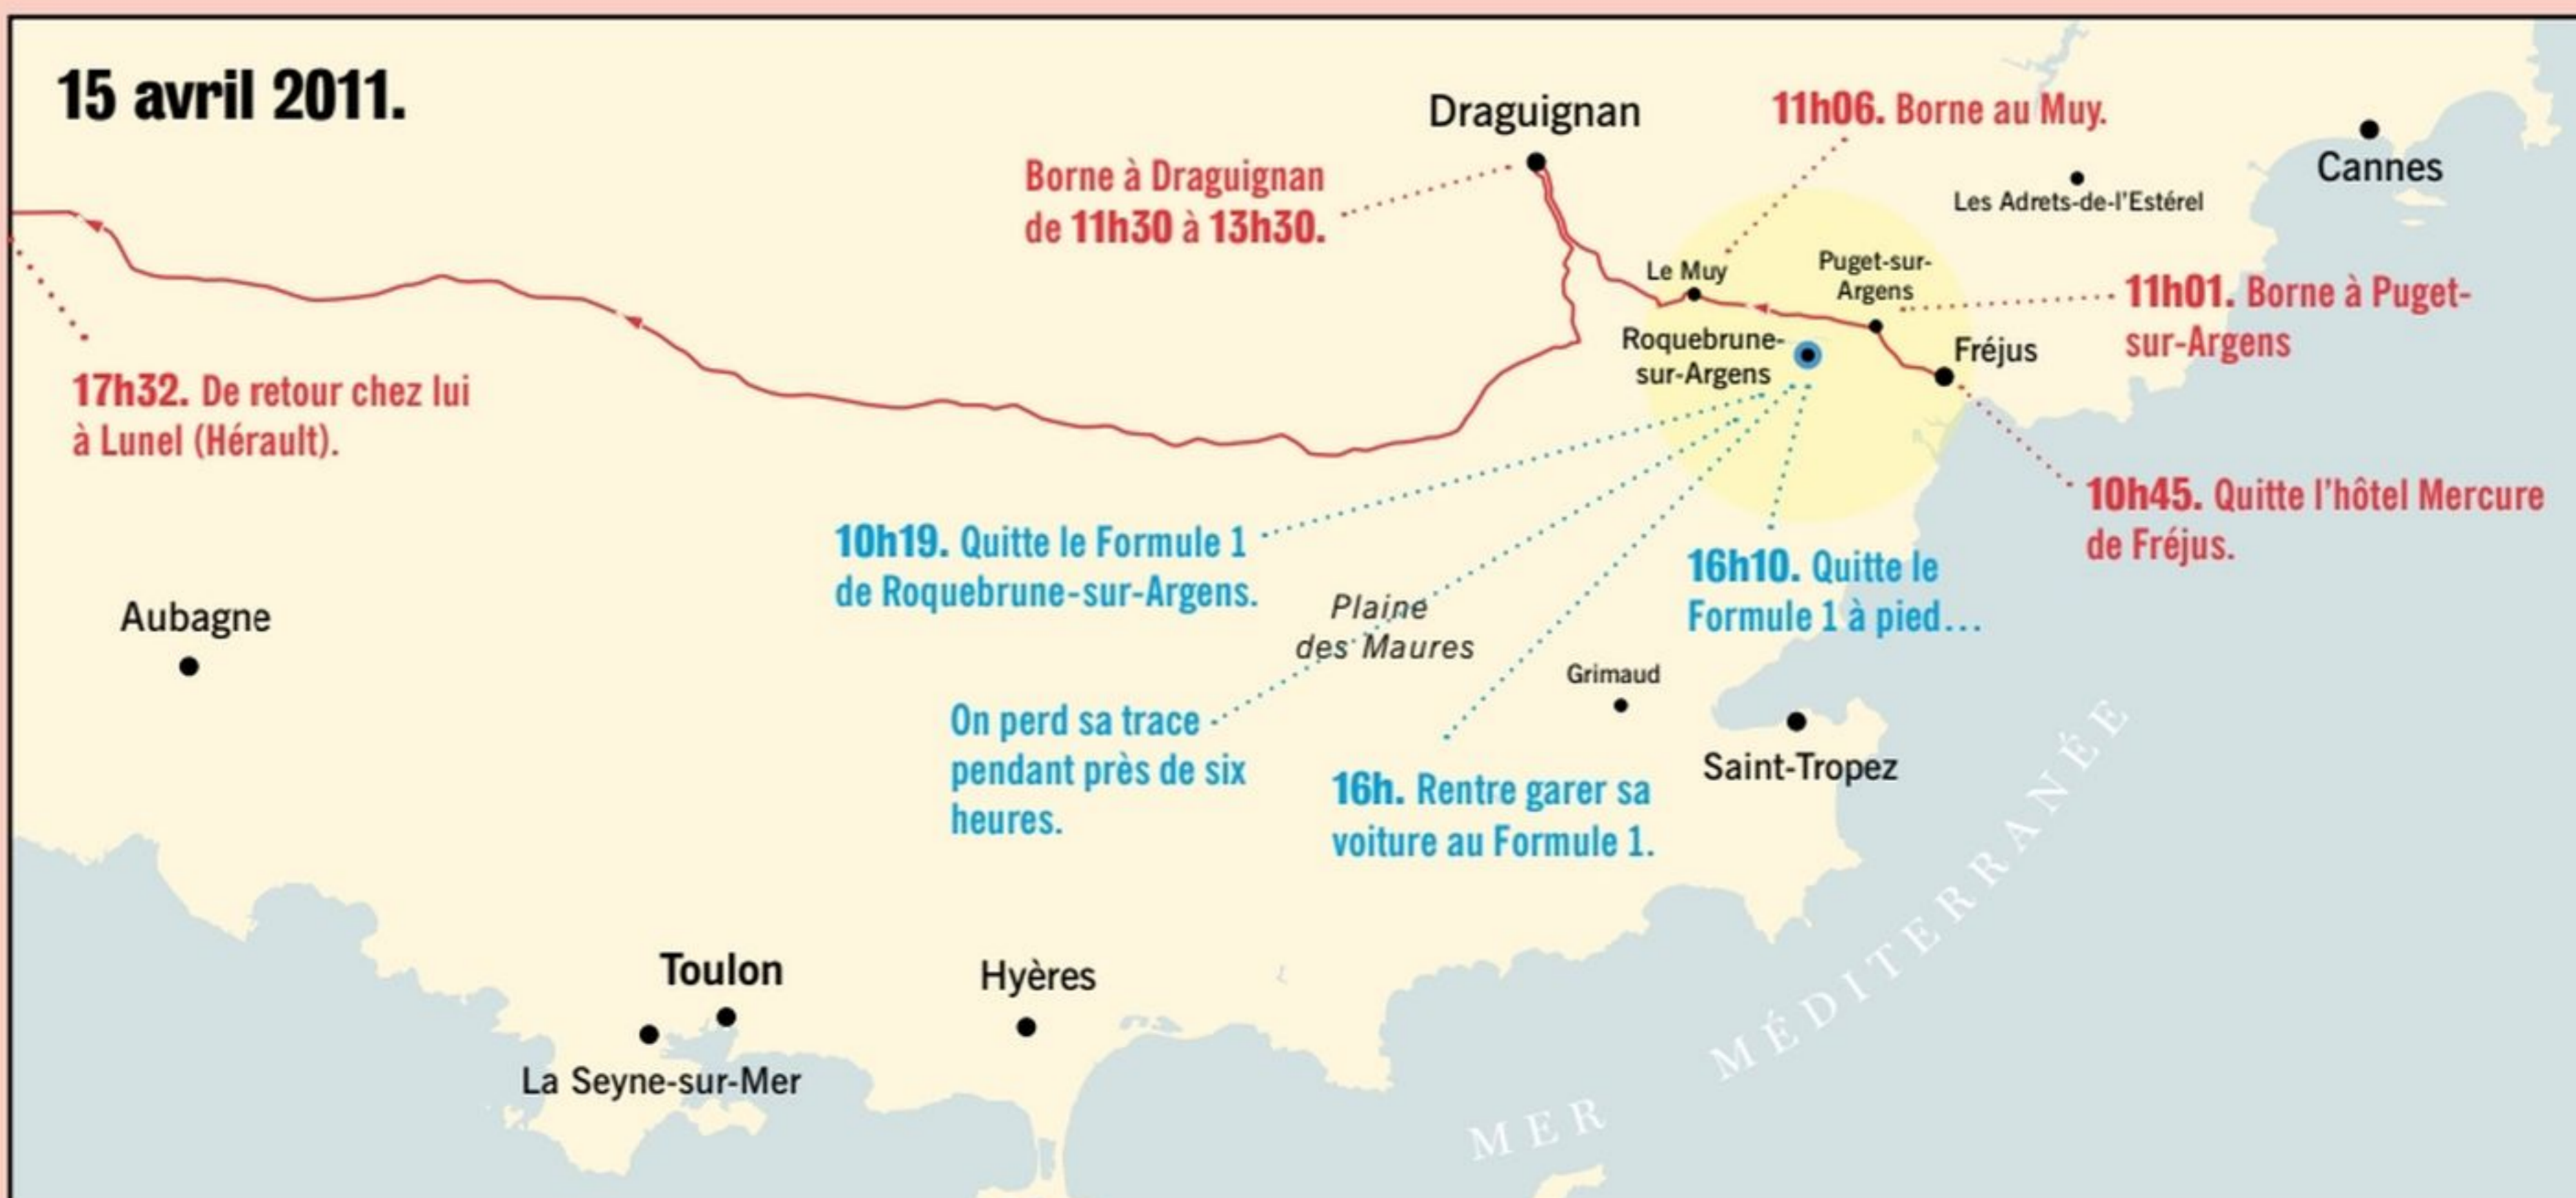 15 avril 2011.
Draguignan
11h06. Borne au Muy.
Cannes
Borne à Draguignan
de 11h30 à 13h30.
Les Adrets-de-l'Estérel
Le Muy
Puget-sur-
Argens
11h01. Borne à Puget-
sur-Argens
Roquebrune-
sur-Argens
Fréjus
17h32. De retour chez lui
à Lunel (Hérault).
10h45. Quitte l'hôtel Mercure
de Fréjus.
10h19. Quitte le Formule 1
de Roquebrune-sur-Argens.
16h10. Quitte le
Formule 1 à pied…
Plaine
des Maures
Aubagne
Grimaud
On perd sa trace
pendant près de six
heures.
16h. Rentre garer sa
voiture au Formule 1.
Saint-Tropez
Toulon
Hyères
La Seyne-sur-Mer
MER MÉDITERRANÉE